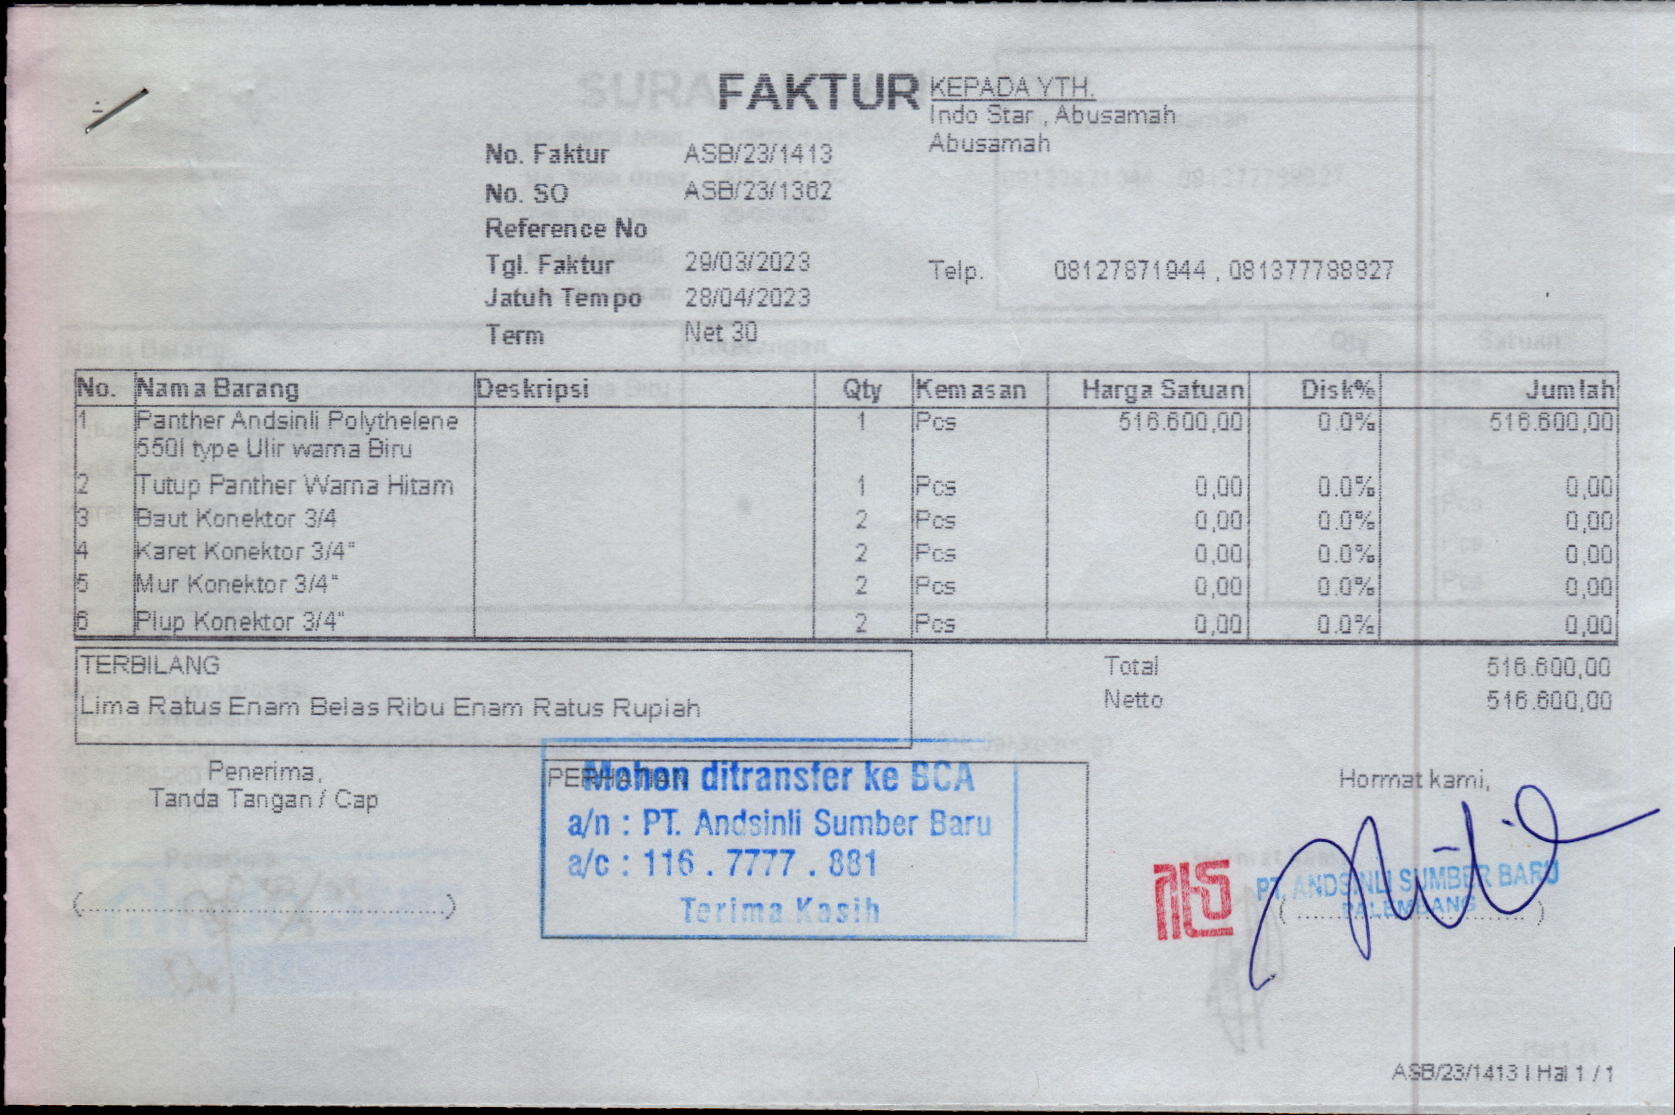 FAKTUR
KEPADA YTH.
Indo Star , Abusamah
Abusamah
No. Faktur ASB/23/1413
No. SO ASB/23/1362
Reference No
Tgl. Faktur 29/03/2023
Jatuh Tempo 28/04/2023
Term Net 30
Telp. 08127871944 , 081377788827
No. Nama Barang Deskripsi Qty Kemasan Harga Satuan Disk% Jumlah
1 Panther Andsinli Polythelene 1 Pcs 516.600,00 0.0% 516.600,00
550l type Ulir warna Biru
2 Tutup Panther Warna Hitam 1 Pcs 0,00 0.0% 0,00
3 Baut Konektor 3/4 2 Pcs 0,00 0.0% 0,00
4 Karet Konektor 3/4" 2 Pcs 0,00 0.0% 0,00
5 Mur Konektor 3/4" 2 Pcs 0,00 0.0% 0,00
6 Plup Konektor 3/4" 2 Pcs 0,00 0.0% 0,00
TERBILANG
Lima Ratus Enam Belas Ribu Enam Ratus Rupiah
Total 516.600,00
Netto 516.600,00
Penerima,
Tanda Tangan / Cap
PERHATIAN
Mohon ditransfer ke BCA
a/n : PT. Andsinli Sumber Baru
a/c : 116 . 7777 . 881
Terima Kasih
Hormat kami,
PT. ANDSINLI SUMBER BARU
PALEMBANG
ASB/23/1413 | Hal 1 / 1